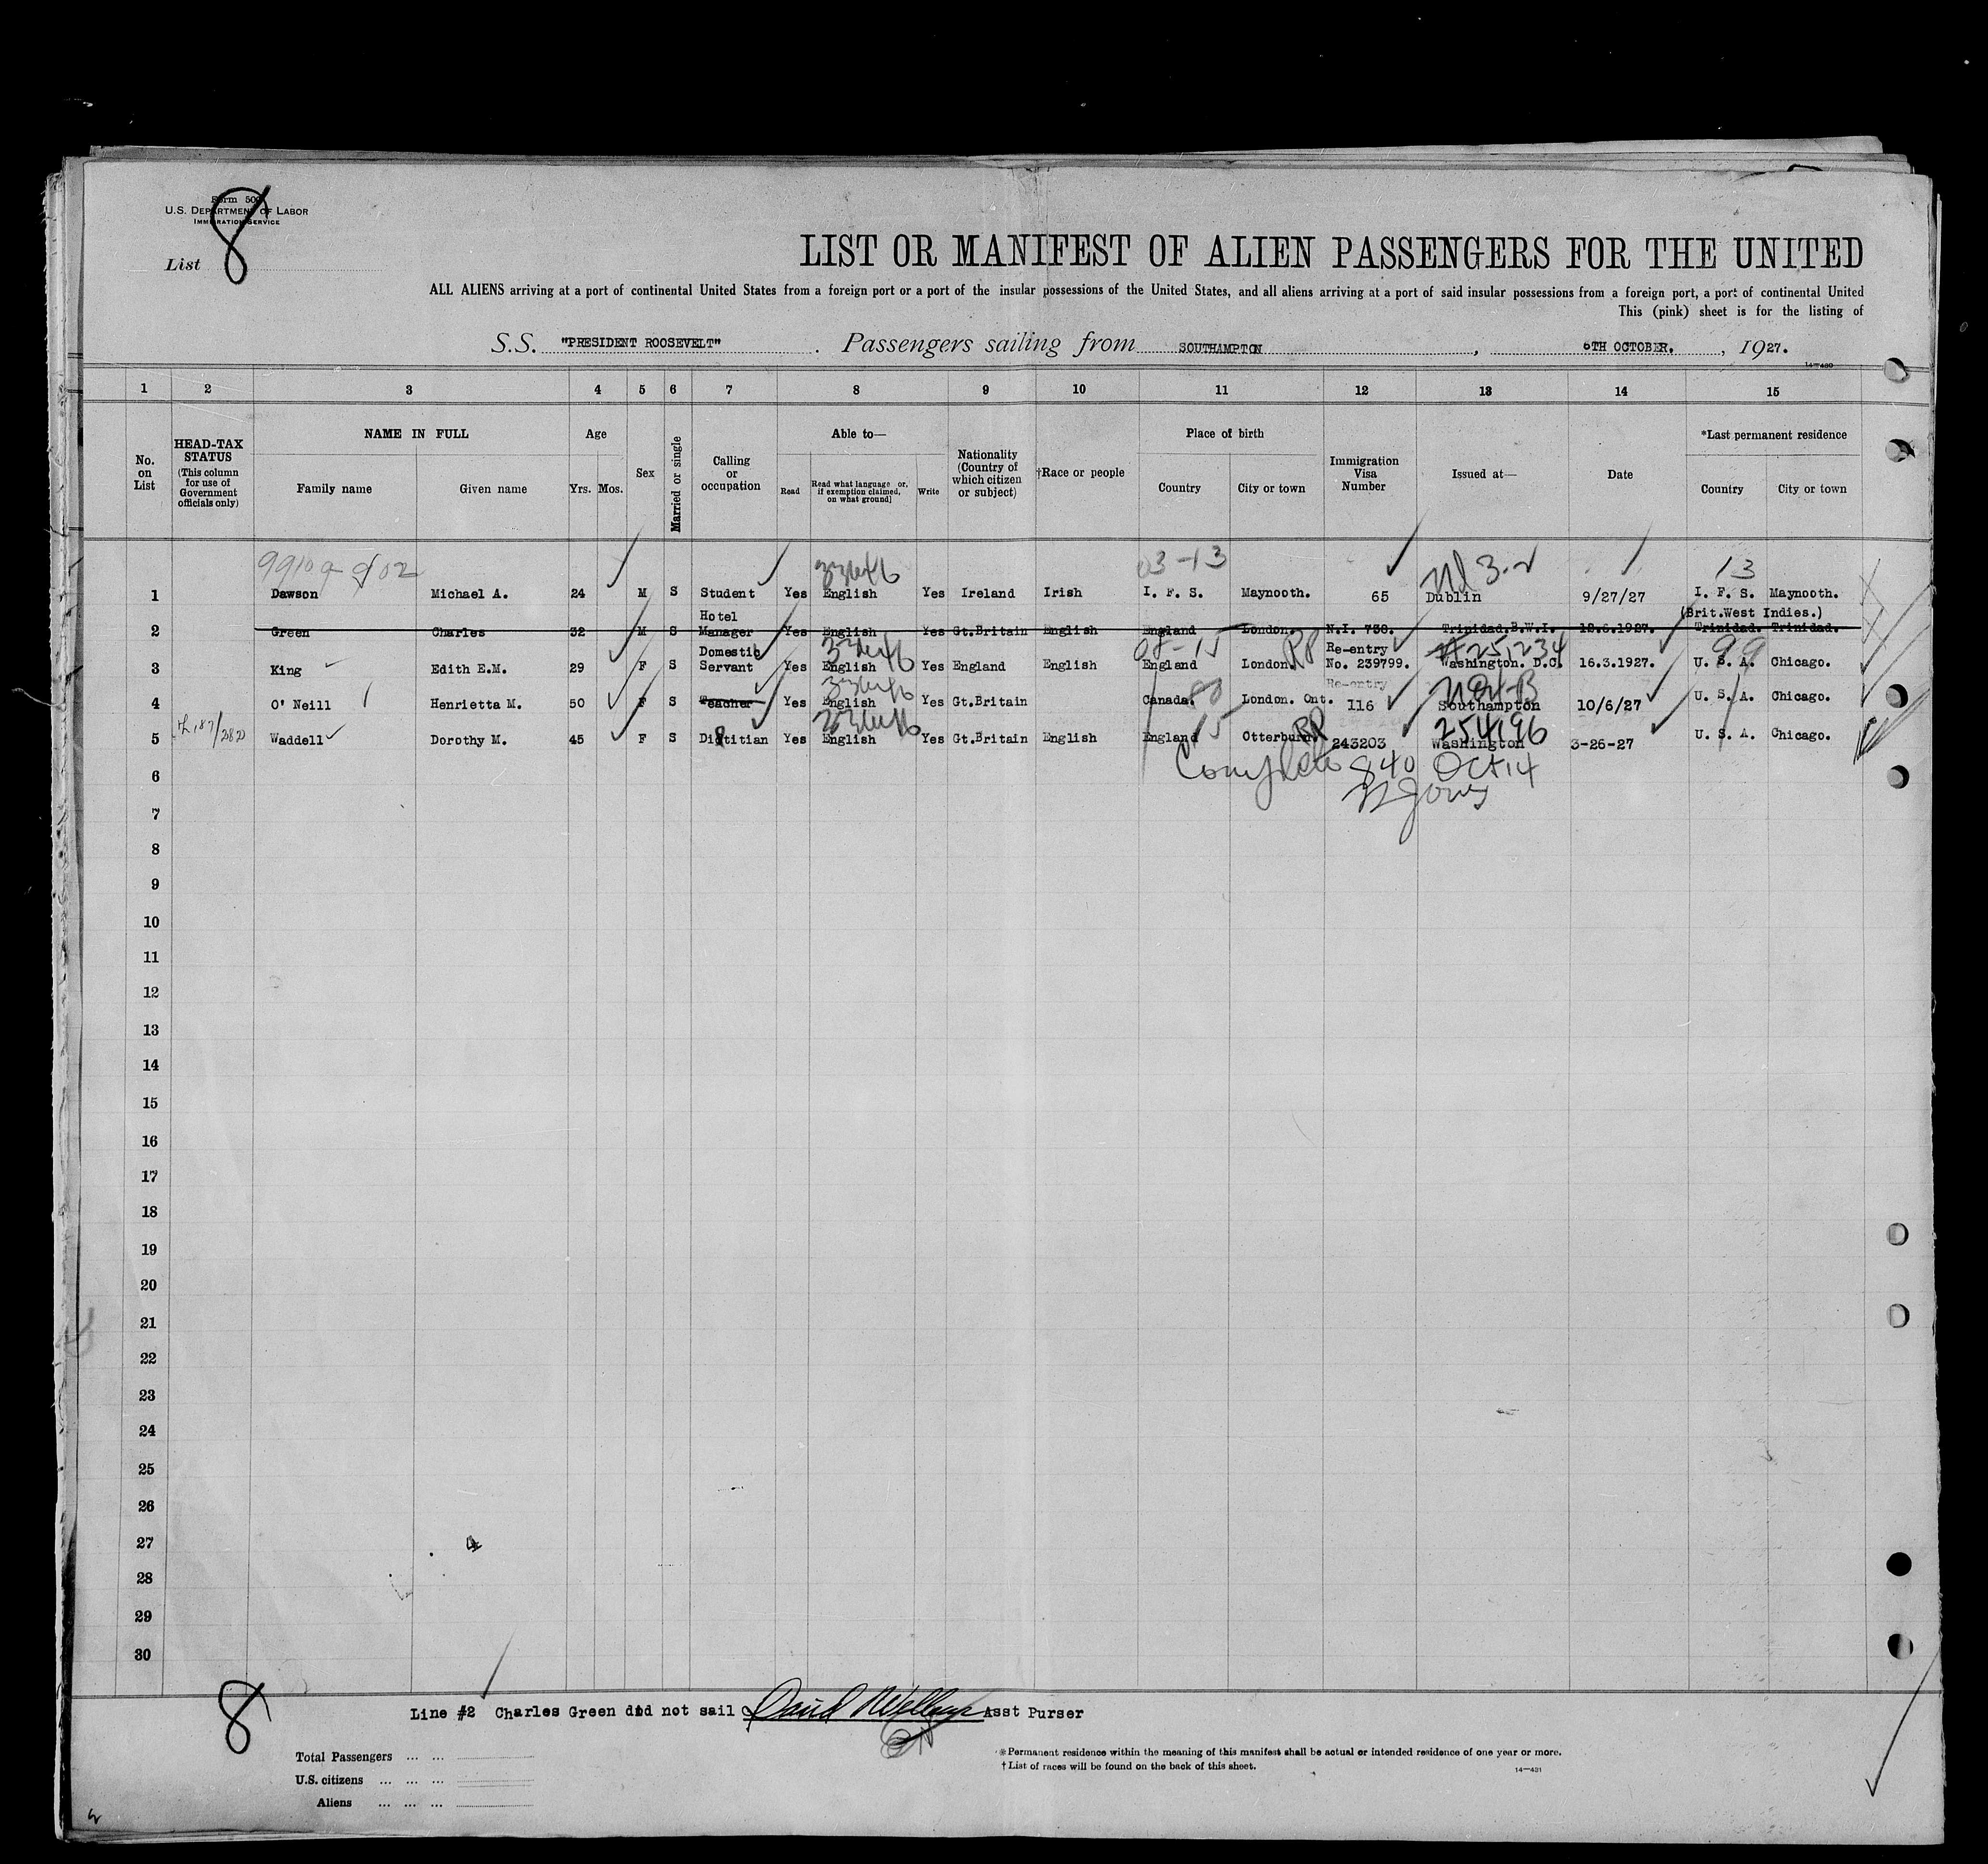 Form 500
U.S. DEPARTMENT OF LABOR
IMMIGRATION SERVICE
List 8
LIST OR MANIFEST OF ALIEN PASSENGERS FOR THE UNITED
ALL ALIENS arriving at a port of continental United States from a foreign port or a port of the insular possessions of the United States, and all aliens arriving at a port of said insular possessions from a foreign port, a port of continental United
This (pink) sheet is for the listing of
S.S. "PRESIDENT ROOSEVELT" . Passengers sailing from SOUTHAMPTON , 6TH OCTOBER. , 1927.
14—430
1 2 3 4 5 6 7 8 9 10 11 12 13 14 15
No. on List
HEAD-TAX STATUS (This column for use of Government officials only)
NAME IN FULL
Family name Given name
Age
Yrs. Mos.
Sex
Married or single
Calling or occupation
Able to—
Read Read what language [or, if exemption claimed, on what ground] Write
Nationality (Country of which citizen or subject)
†Race or people
Place of birth
Country City or town
Immigration Visa Number
Issued at—
Date
*Last permanent residence
Country City or town
03-13 13
1 Dawson Michael A. 24 M S Student Yes English Yes Ireland Irish I. F. S. Maynooth. 65 Dublin 9/27/27 I. F. S. Maynooth.
Hotel (Brit.West Indies.)
2 Green Charles 32 M S Manager Yes English Yes Gt.Britain English England London. N.I. 738. Trinidad.B.W.I. Trinidad. Trinidad.
Domestic 08-15 RP Re-entry 99
3 King Edith E.M. 29 F S Servant Yes English Yes England English England London. No. 239799. Washington. D.C. 16.3.1927. U. S. A. Chicago.
Re-entry
4 O' Neill Henrietta M. 50 F S Teacher Yes English Yes Gt.Britain Canada. London. Ont. 116 Southampton 10/6/27 U. S. A. Chicago.
15 RP 254196
5 Waddell Dorothy M. 45 F S Dietitian Yes English Yes Gt.Britain English England Otterburn. 243203 Washington 3-26-27 U. S. A. Chicago.
Complete 840 Oct 14
6
Jones
7
8
9
10
11
12
13
14
15
16
17
18
19
20
21
22
23
24
25
26
27
28
29
30
8
Line #2 Charles Green did not sail David Asst Purser
Total Passengers ... ...
U.S. citizens ... ... ...
Aliens ... ... ...
*Permanent residence within the meaning of this manifest shall be actual or intended residence of one year or more.
†List of races will be found on the back of this sheet.
14—431